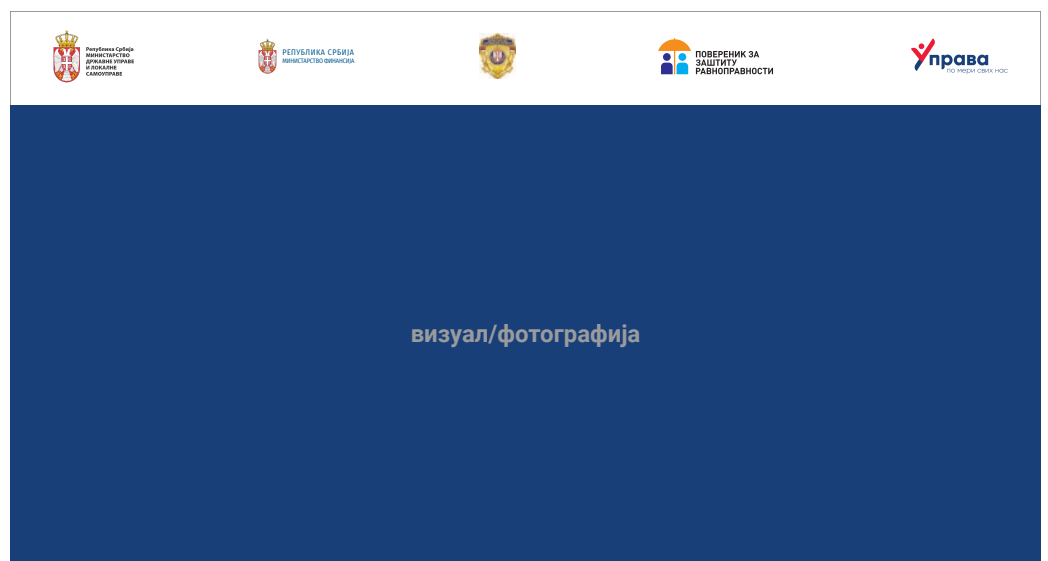 Република Србија
МИНИСТАРСТВО
ДРЖАВНЕ УПРАВЕ
И ЛОКАЛНЕ
САМОУПРАВЕ
РЕПУБЛИКА СРБИЈА
МИНИСТАРСТВО ФИНАНСИЈА
ПОВЕРЕНИК ЗА
ЗАШТИТУ
РАВНОПРАВНОСТИ
Управа
по мери свих нас
визуал/фотографија